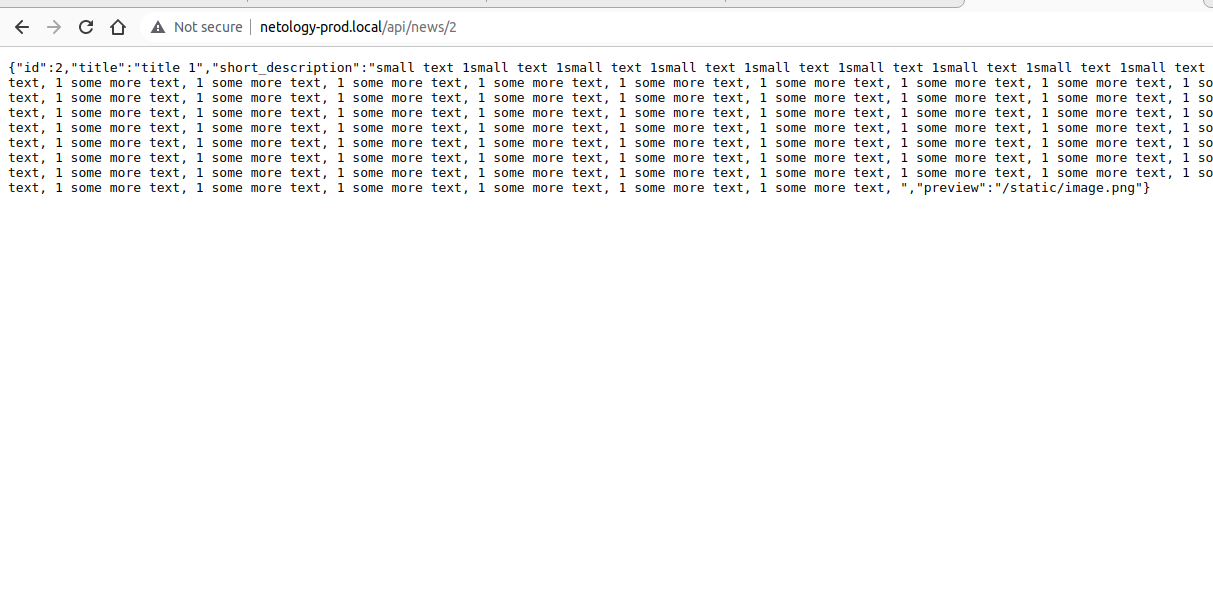 Not secure netology-prod.local/api/news/2
{"id":2,"title":"title 1","short_description":"small text 1small text 1small text 1small text 1small text 1small text 1small text 1small text 1small text
text, 1 some more text, 1 some more text, 1 some more text, 1 some more text, 1 some more text, 1 some more text, 1 some more text, 1 some more text, 1 so
text, 1 some more text, 1 some more text, 1 some more text, 1 some more text, 1 some more text, 1 some more text, 1 some more text, 1 some more text, 1 so
text, 1 some more text, 1 some more text, 1 some more text, 1 some more text, 1 some more text, 1 some more text, 1 some more text, 1 some more text, 1 so
text, 1 some more text, 1 some more text, 1 some more text, 1 some more text, 1 some more text, 1 some more text, 1 some more text, 1 some more text, 1 so
text, 1 some more text, 1 some more text, 1 some more text, 1 some more text, 1 some more text, 1 some more text, 1 some more text, 1 some more text, 1 so
text, 1 some more text, 1 some more text, 1 some more text, 1 some more text, 1 some more text, 1 some more text, 1 some more text, 1 some more text, 1 so
text, 1 some more text, 1 some more text, 1 some more text, 1 some more text, 1 some more text, 1 some more text, 1 some more text, 1 some more text, 1 so
text, 1 some more text, 1 some more text, 1 some more text, 1 some more text, 1 some more text, 1 some more text, ","preview":"/static/image.png"}